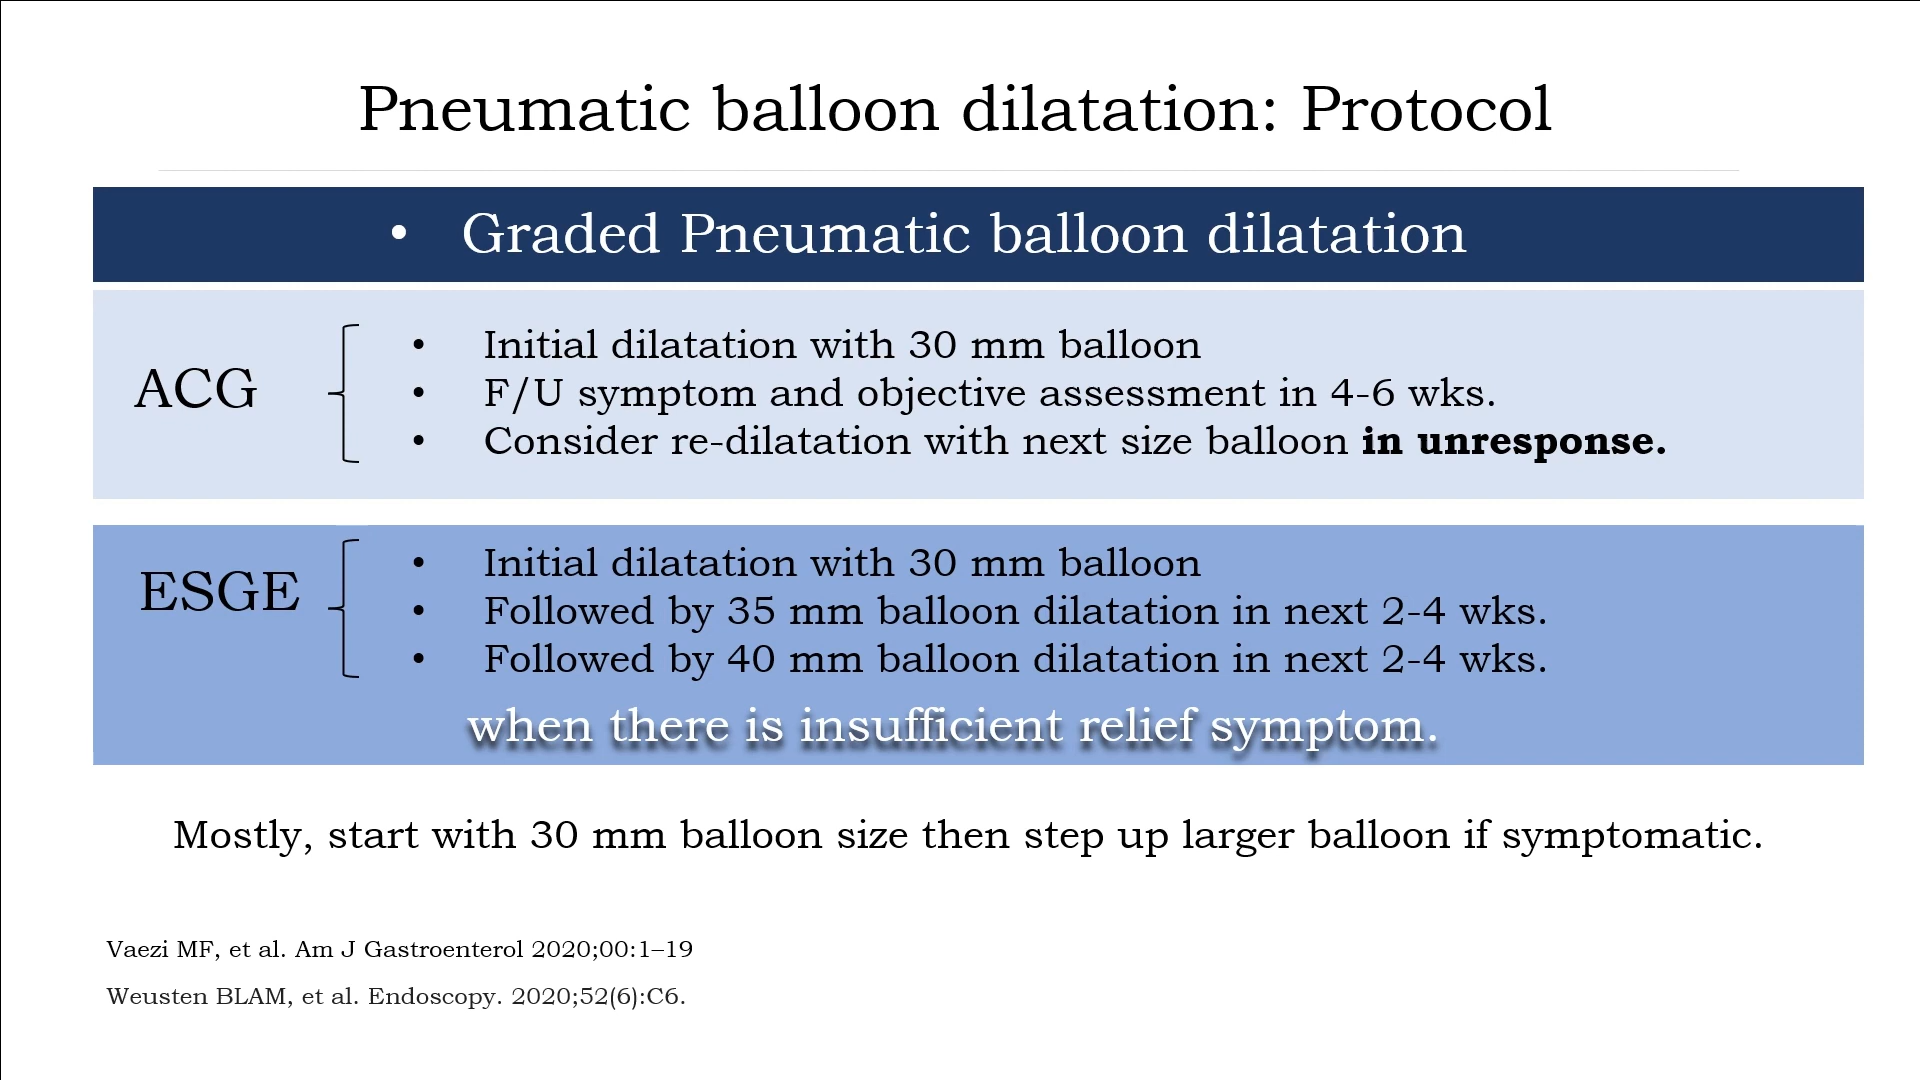 Pneumatic balloon dilatation: Protocol
• Graded Pneumatic balloon dilatation
ACG
• Initial dilatation with 30 mm balloon
• F/U symptom and objective assessment in 4-6 wks.
• Consider re-dilatation with next size balloon in unresponse.
ESGE
• Initial dilatation with 30 mm balloon
• Followed by 35 mm balloon dilatation in next 2-4 wks.
• Followed by 40 mm balloon dilatation in next 2-4 wks.
when there is insufficient relief symptom.
Mostly, start with 30 mm balloon size then step up larger balloon if symptomatic.
Vaezi MF, et al. Am J Gastroenterol 2020;00:1–19
Weusten BLAM, et al. Endoscopy. 2020;52(6):C6.